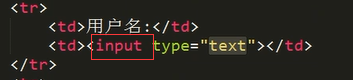 <tr>
<td>用户名:</td>
<td><input type="text"></td>
</tr>